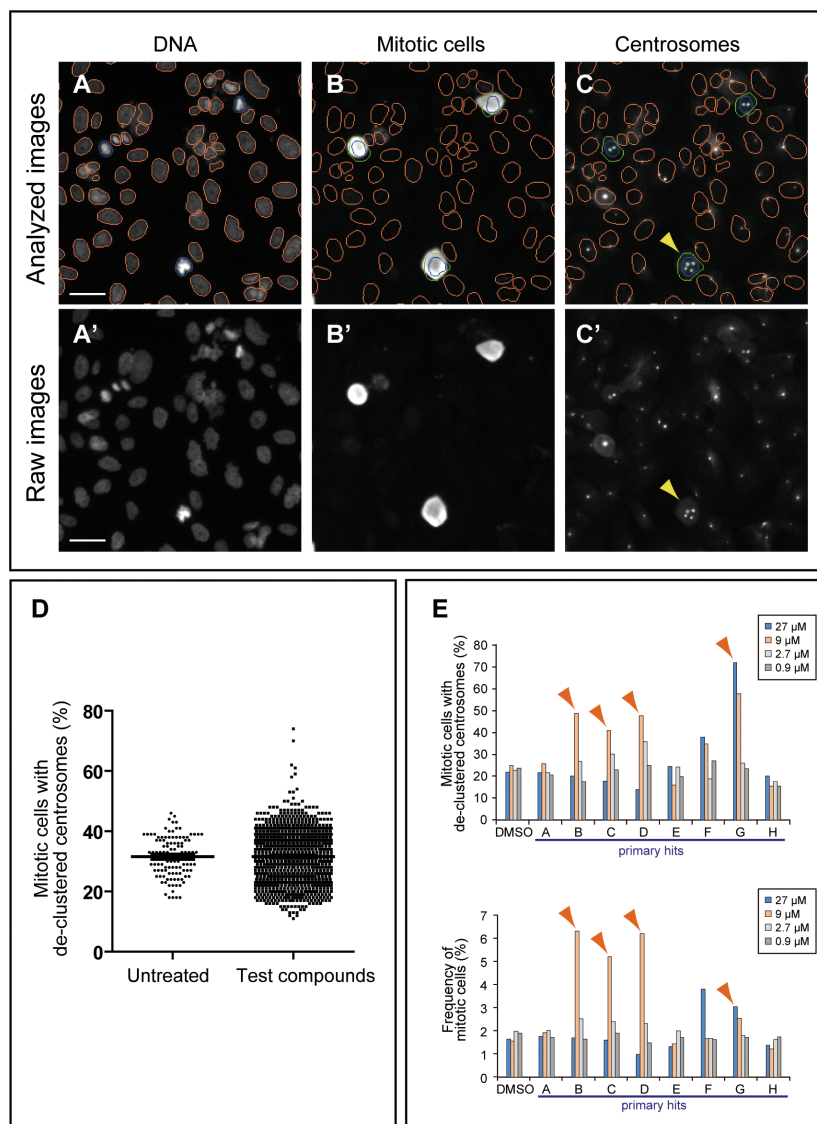 DNA
Mitotic cells
Centrosomes
Analyzed images
A
B
C
Raw images
A'
B'
C'
D
Mitotic cells with
de-clustered centrosomes (%)
80
60
40
20
0
Untreated
Test compounds
E
Mitotic cells with
de-clustered centrosomes (%)
80
70
60
50
40
30
20
10
0
27 µM
9 µM
2.7 µM
0.9 µM
DMSO A B C D E F G H
primary hits
Frequency of
mitotic cells (%)
7
6
5
4
3
2
1
0
27 µM
9 µM
2.7 µM
0.9 µM
DMSO A B C D E F G H
primary hits